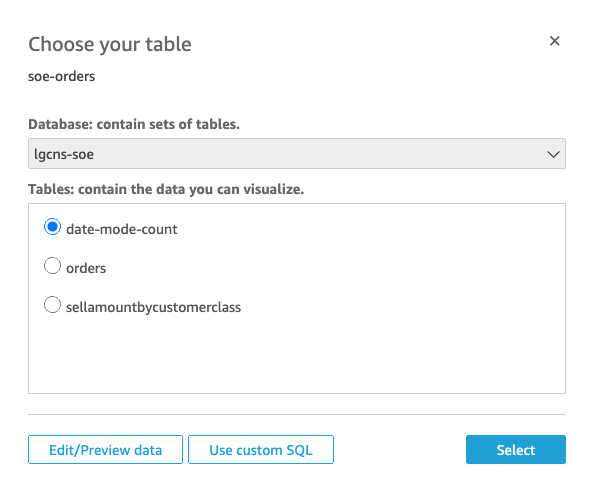 Choose your table
soe-orders
Database: contain sets of tables.
lgcns-soe
Tables: contain the data you can visualize.
date-mode-count
orders
sellamountbycustomerclass
Edit/Preview data
Use custom SQL
Select